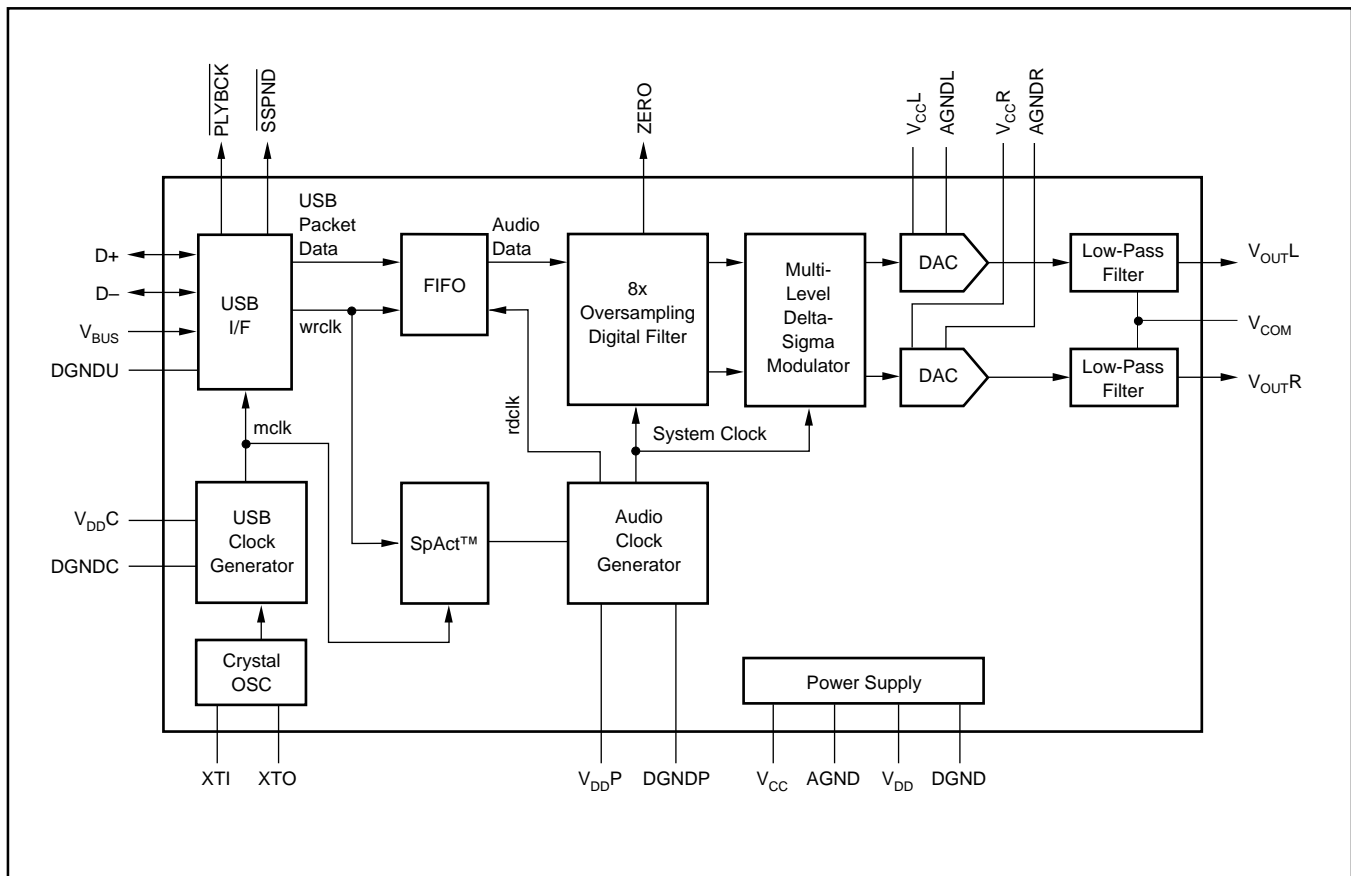 PLYBCK
SSPND
ZERO
VCCL
AGNDL
VCCR
AGNDR
USB
Packet
Data
Audio
Data
D+
D–
VBUS
DGNDU
USB
I/F
wrclk
FIFO
8x
Oversampling
Digital Filter
Multi-
Level
Delta-
Sigma
Modulator
DAC
DAC
Low-Pass
Filter
Low-Pass
Filter
VOUTL
VCOM
VOUTR
mclk
rdclk
System Clock
VDDC
DGNDC
USB
Clock
Generator
SpAct™
Audio
Clock
Generator
Crystal
OSC
Power Supply
XTI
XTO
VDDP
DGNDP
VCC
AGND
VDD
DGND